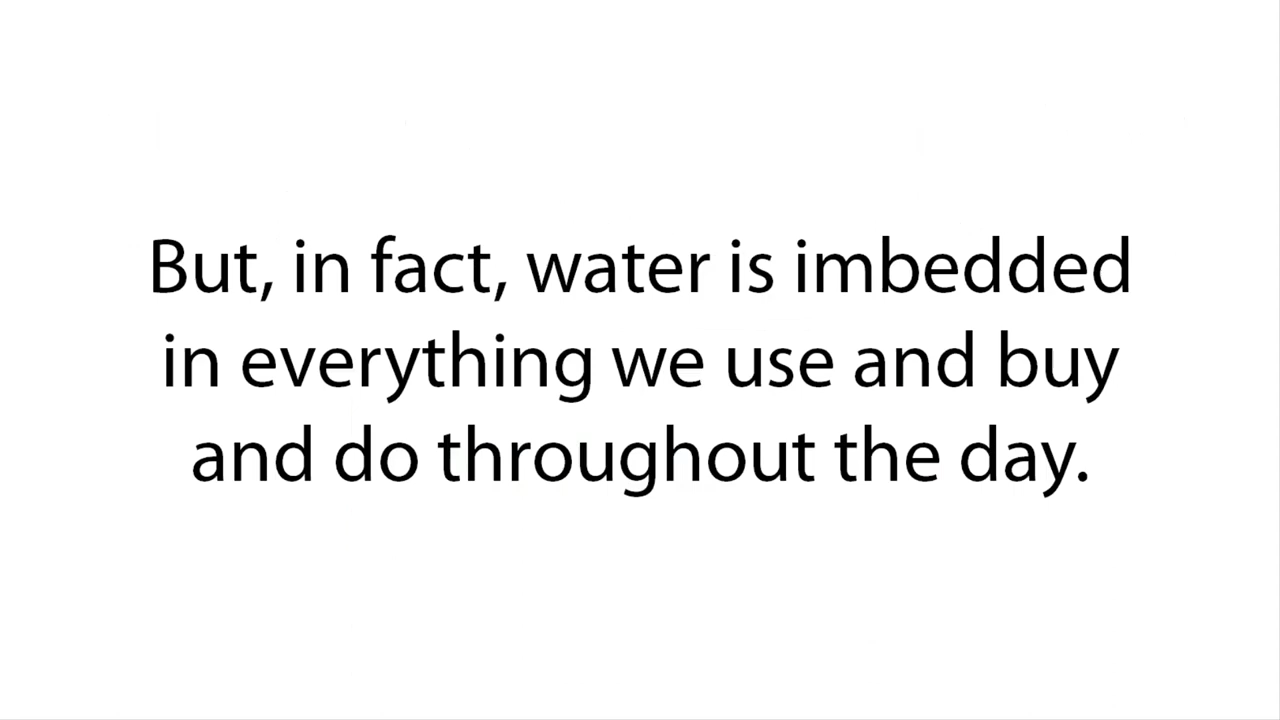 But, in fact, water is imbedded
in everything we use and buy
and do throughout the day.